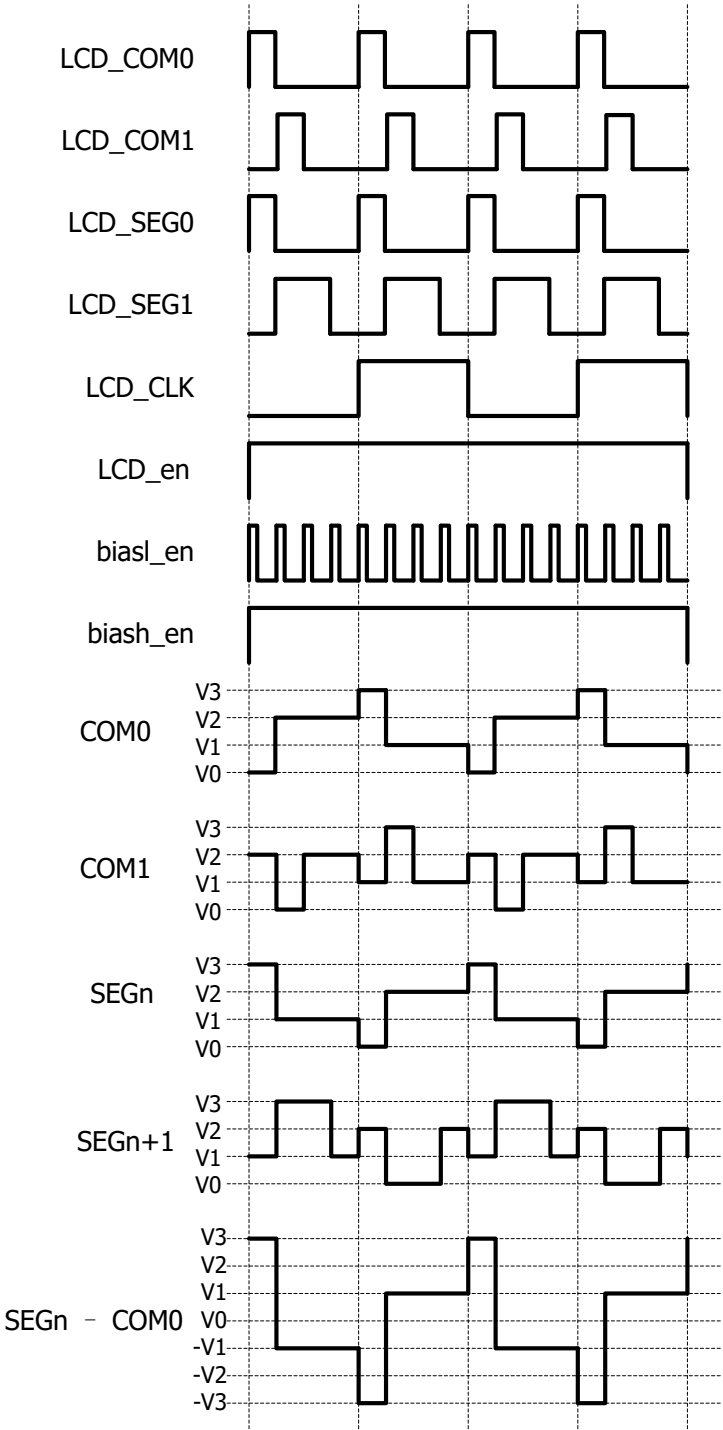 LCD_COM0
LCD_COM1
LCD_SEG0
LCD_SEG1
LCD_CLK
LCD_en
biasl_en
biash_en
COM0
V3
V2
V1
V0
COM1
V3
V2
V1
V0
SEGn
V3
V2
V1
V0
SEGn+1
V3
V2
V1
V0
SEGn - COM0
V3
V2
V1
V0
-V1
-V2
-V3